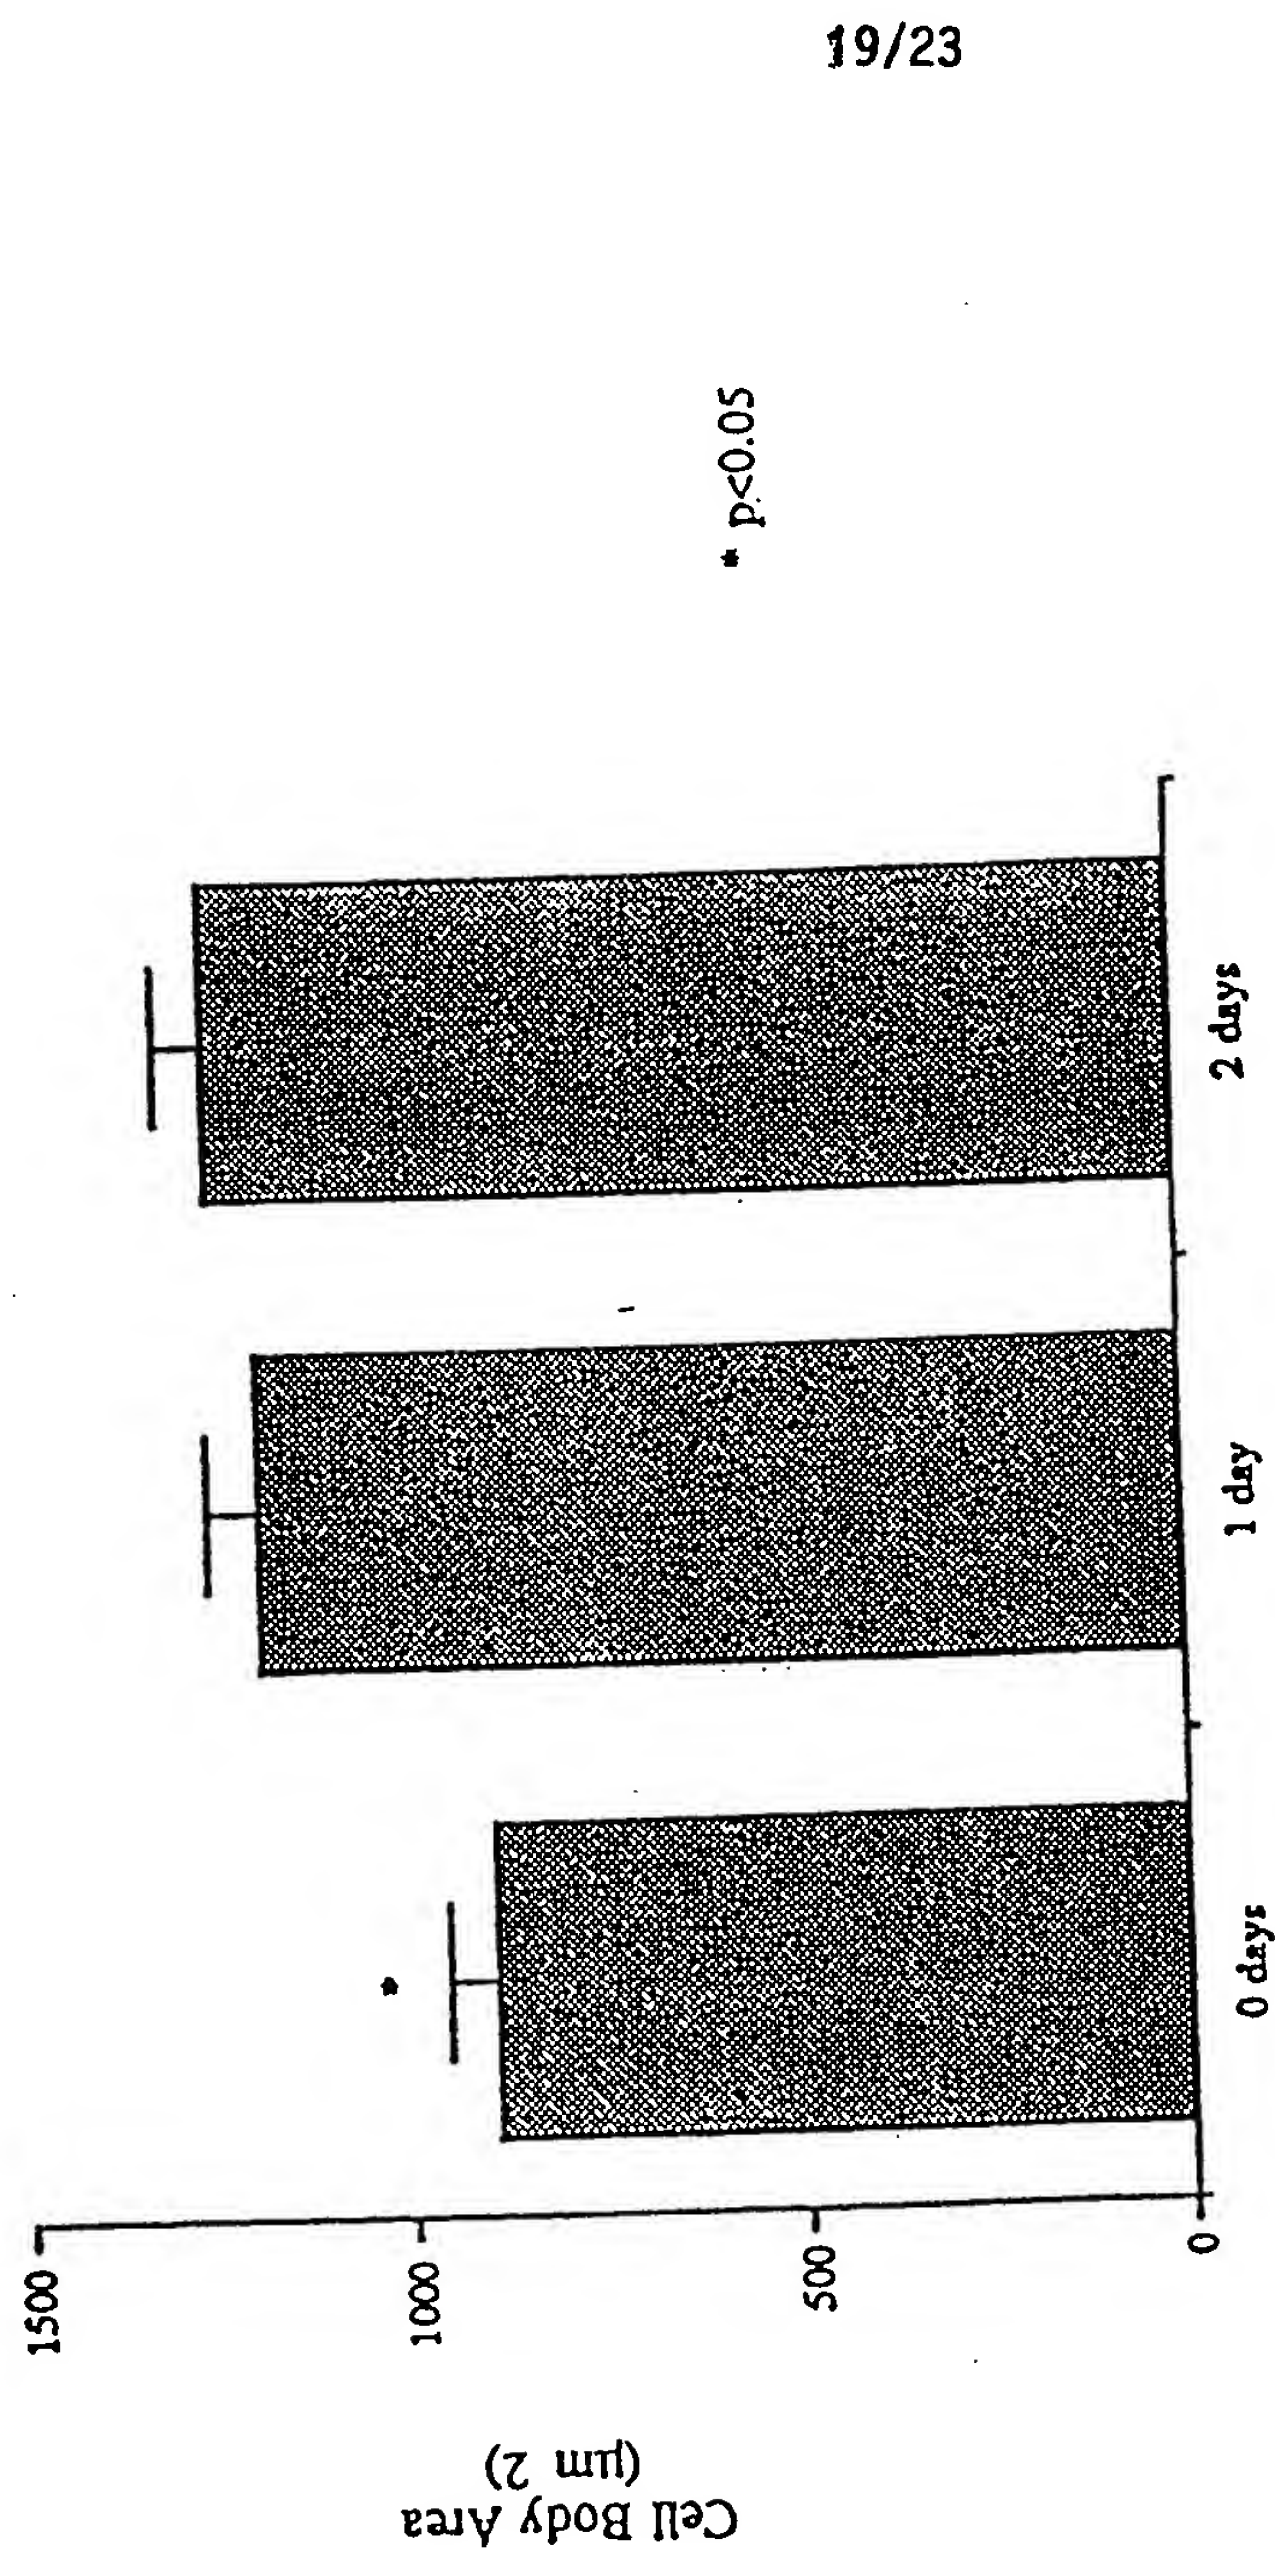 19/23
Cell Body Area
(µm 2)
1500
1000
500
0
*
0 days
1 day
2 days
* p<0.05